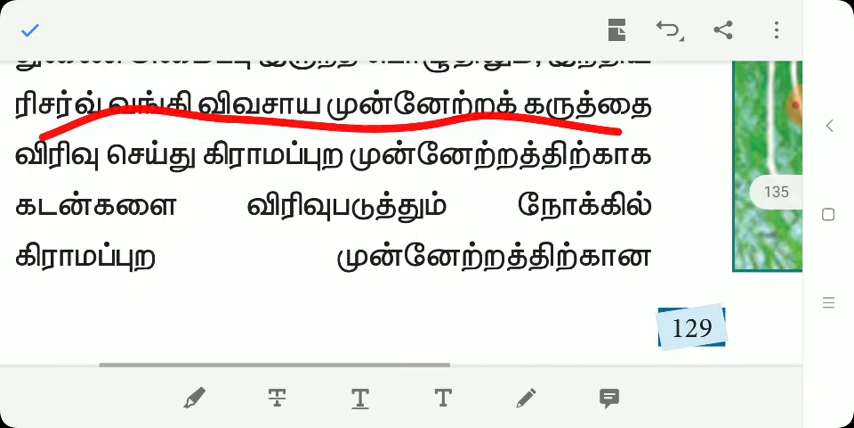 ரிசர்வ் வங்கி விவசாய முன்னேற்றக் கருத்தை
விரிவு செய்து கிராமப்புற முன்னேற்றத்திற்காக
கடன்களை விரிவுபடுத்தும் நோக்கில்
கிராமப்புற முன்னேற்றத்திற்கான
135
129